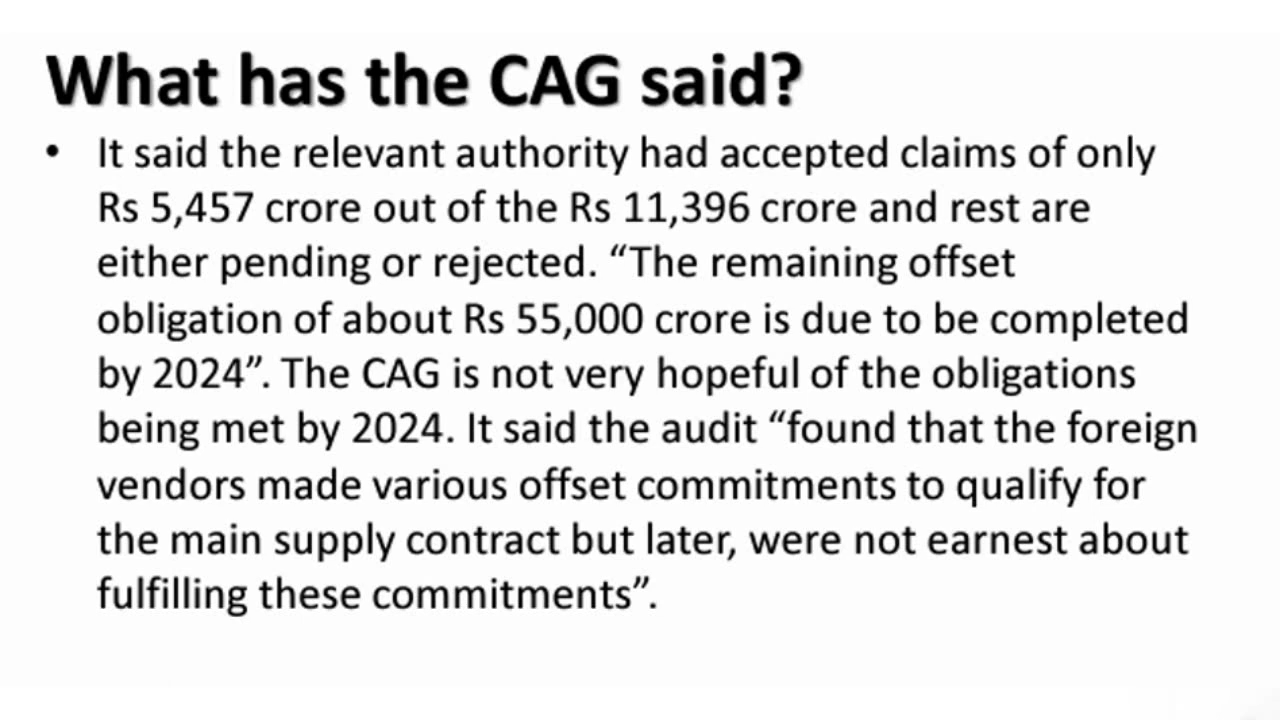 What has the CAG said?
• It said the relevant authority had accepted claims of only
Rs 5,457 crore out of the Rs 11,396 crore and rest are
either pending or rejected. “The remaining offset
obligation of about Rs 55,000 crore is due to be completed
by 2024”. The CAG is not very hopeful of the obligations
being met by 2024. It said the audit “found that the foreign
vendors made various offset commitments to qualify for
the main supply contract but later, were not earnest about
fulfilling these commitments”.